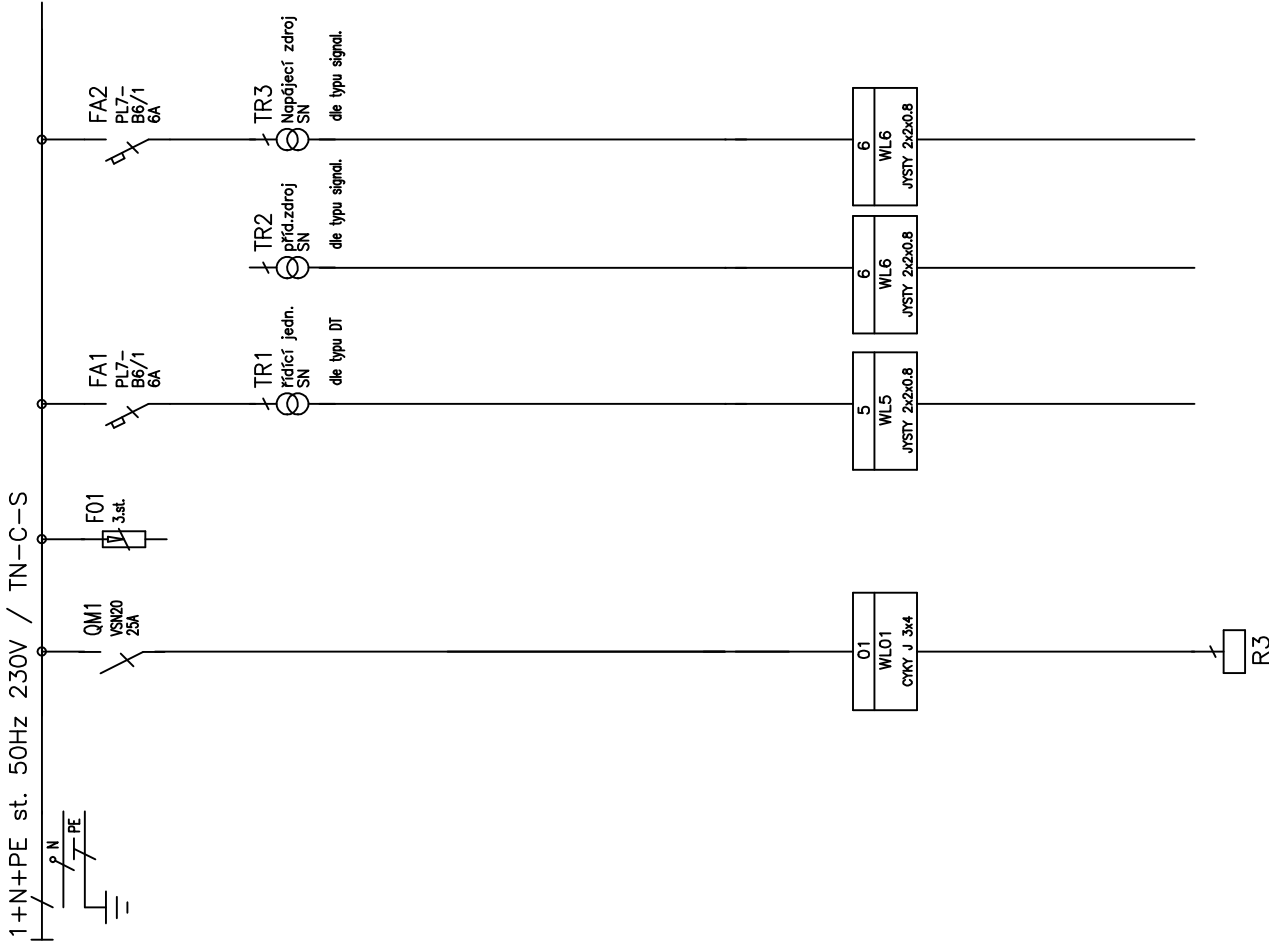 1+N+PE st. 50Hz 230V / TN-C-S
N
PE
QM1
VSN20
25A
F01
3.st.
FA1
PL7-
B6/1
6A
FA2
PL7-
B6/1
6A
TR1
řídící jedn.
SN
dle typu DT
TR2
příd.zdroj
SN
dle typu signal.
TR3
Napájecí zdroj
SN
dle typu signal.
01
WL01
CYKY J 3x4
5
WL5
JYSTY 2x2x0.8
6
WL6
JYSTY 2x2x0.8
6
WL6
JYSTY 2x2x0.8
R3